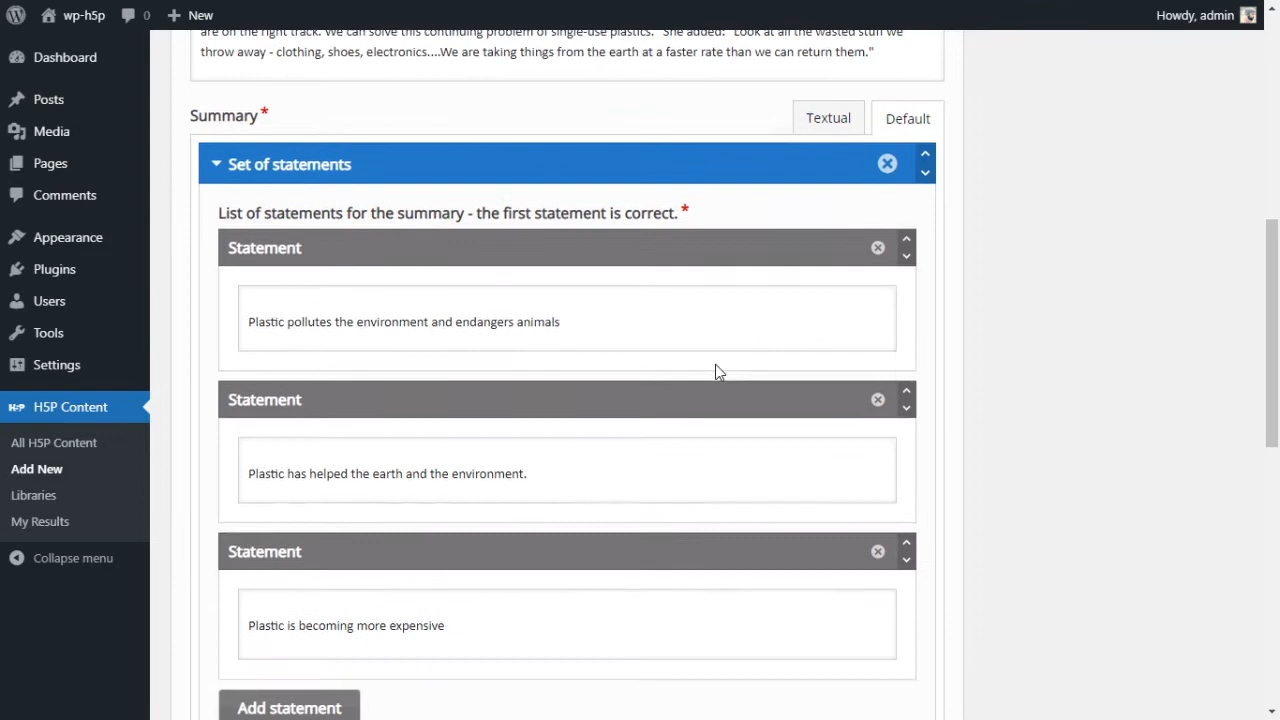 wp-h5p
0
New
Howdy, admin
Dashboard
Posts
Media
Pages
Comments
Appearance
Plugins
Users
Tools
Settings
H5P
H5P Content
All H5P Content
Add New
Libraries
My Results
Collapse menu
are on the right track. We can solve this continuing problem of single-use plastics." She added: "Look at all the wasted stuff we
throw away - clothing, shoes, electronics....We are taking things from the earth at a faster rate than we can return them."
Summary *
Textual
Default
Set of statements
List of statements for the summary - the first statement is correct. *
Statement
Plastic pollutes the environment and endangers animals
Statement
Plastic has helped the earth and the environment.
Statement
Plastic is becoming more expensive
Add statement